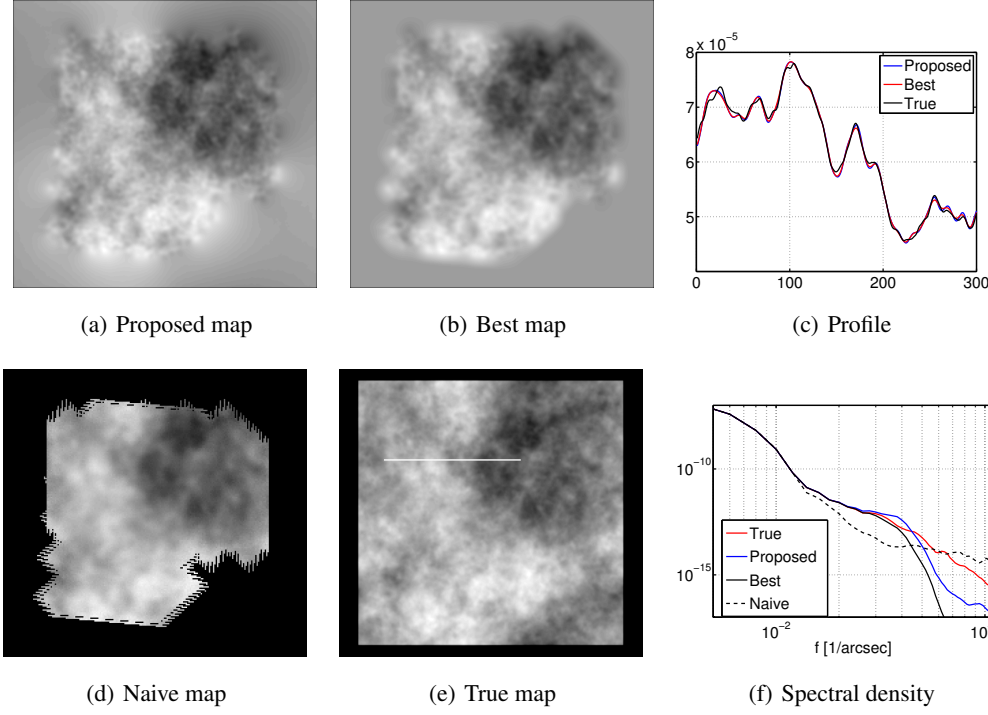 8 x 10⁻⁵
Proposed
Best
True
7
6
5
0 100 200 300
(a) Proposed map (b) Best map (c) Profile
10⁻¹⁰
True
Proposed
10⁻¹⁵
Best
Naive
10⁻² 10
f [1/arcsec]
(d) Naive map (e) True map (f) Spectral density